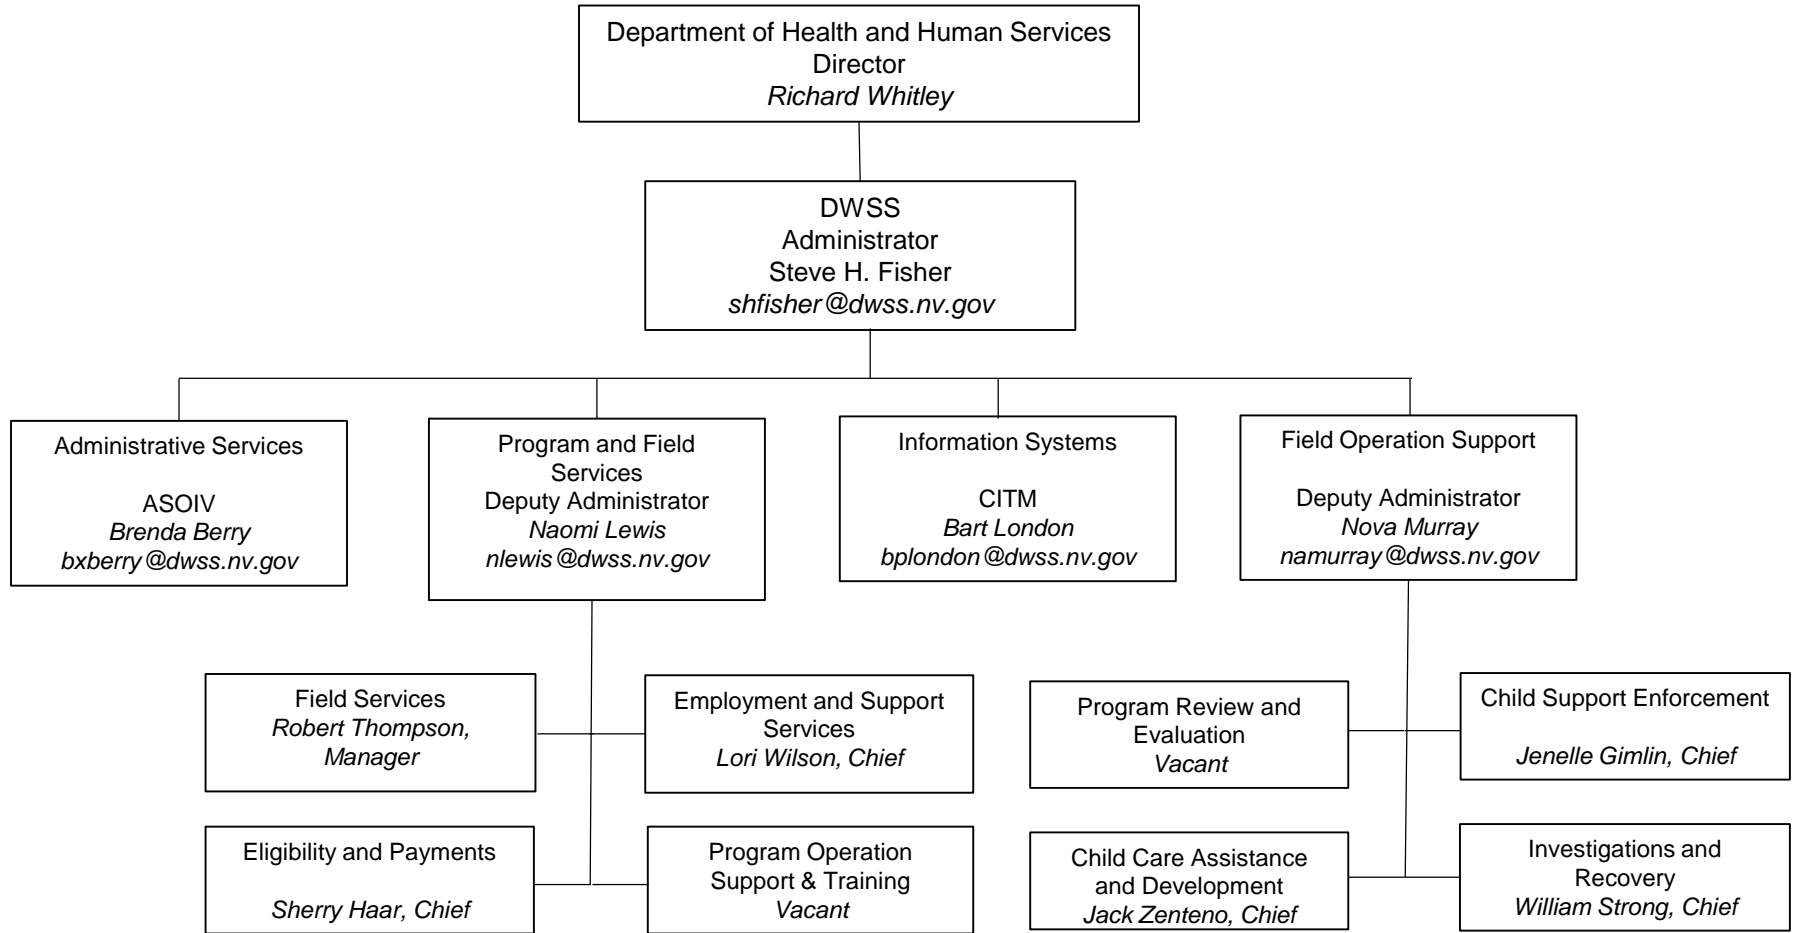 Department of Health and Human Services
Director
Richard Whitley
DWSS
Administrator
Steve H. Fisher
shfisher@dwss.nv.gov
Administrative Services
ASOIV
Brenda Berry
bxberry@dwss.nv.gov
Program and Field
Services
Deputy Administrator
Naomi Lewis
nlewis@dwss.nv.gov
Information Systems
CITM
Bart London
bplondon@dwss.nv.gov
Field Operation Support
Deputy Administrator
Nova Murray
namurray@dwss.nv.gov
Field Services
Robert Thompson,
Manager
Employment and Support
Services
Lori Wilson, Chief
Program Review and
Evaluation
Vacant
Child Support Enforcement
Jenelle Gimlin, Chief
Eligibility and Payments
Sherry Haar, Chief
Program Operation
Support & Training
Vacant
Child Care Assistance
and Development
Jack Zenteno, Chief
Investigations and
Recovery
William Strong, Chief